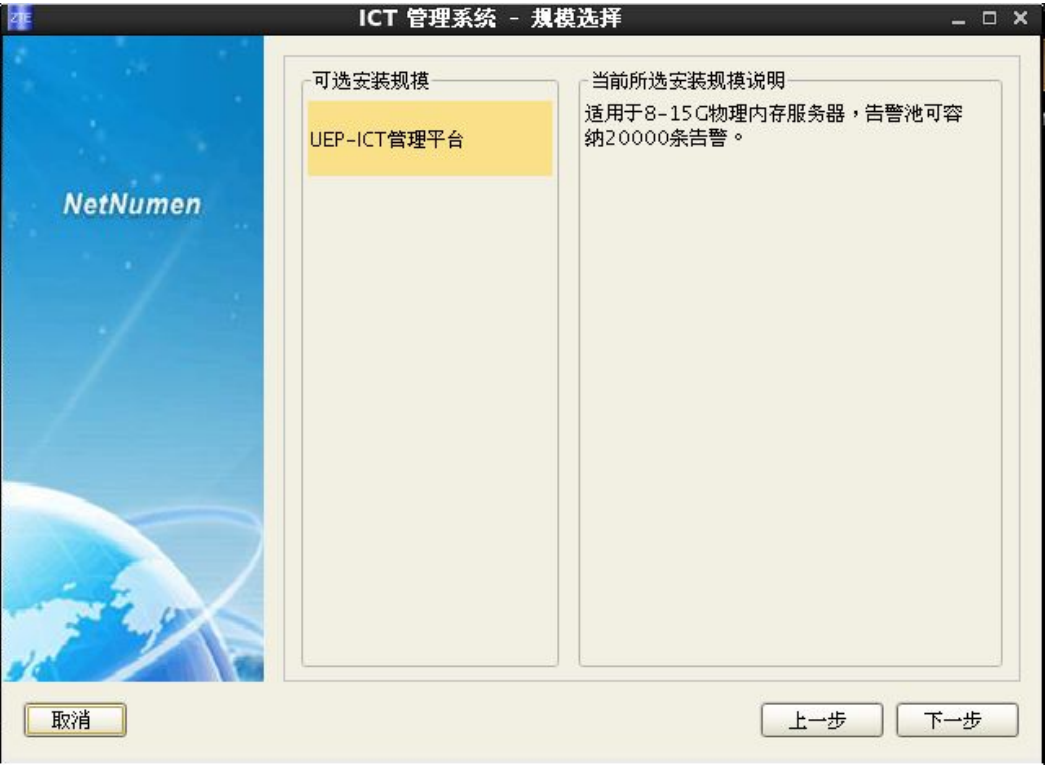 ZTE
ICT 管理系统 - 规模选择
可选安装规模
当前所选安装规模说明
UEP-ICT管理平台
适用于8-15G物理内存服务器，告警池可容
纳20000条告警。
NetNumen
取消
上一步
下一步